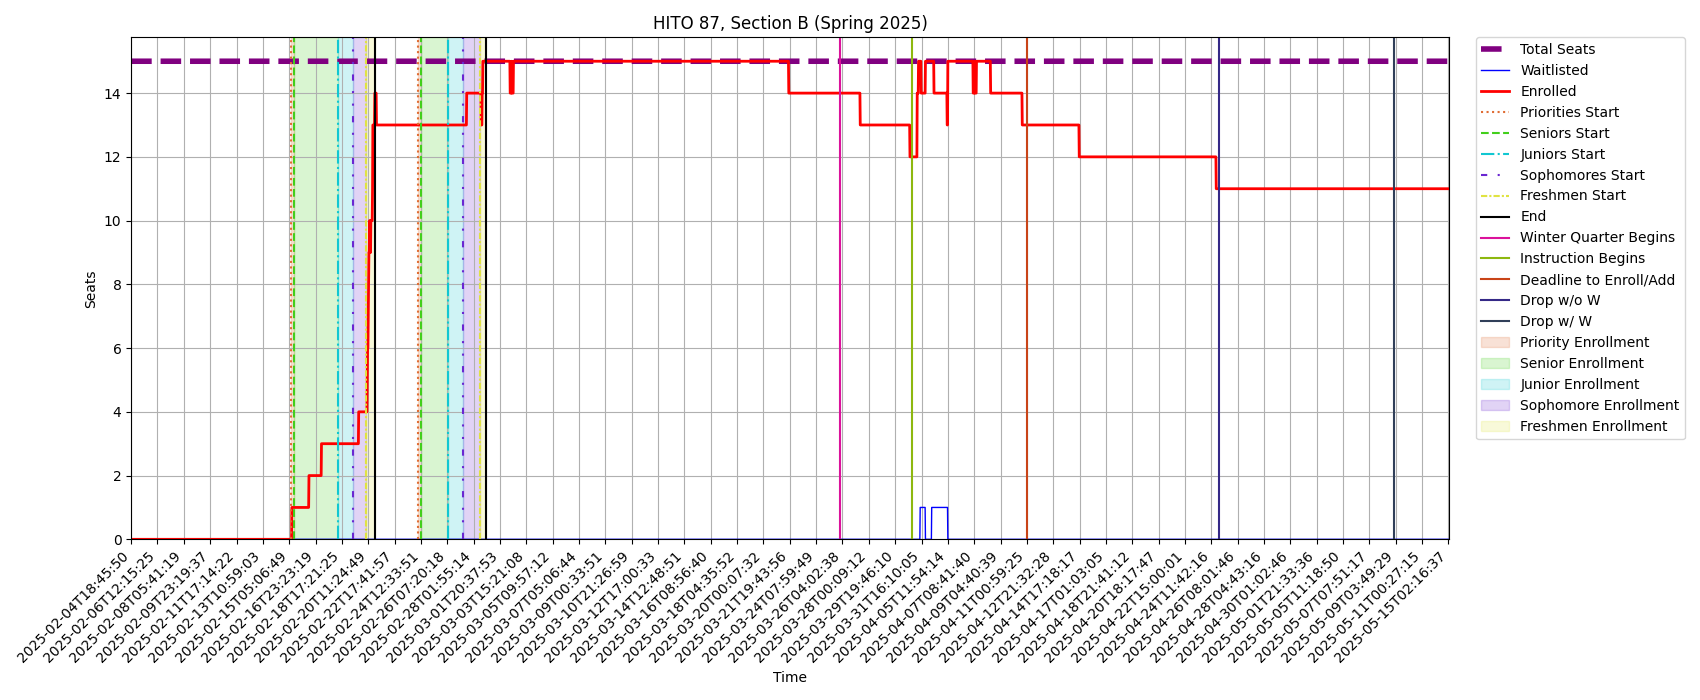 HITO 87, Section B (Spring 2025)
Seats
14
12
10
8
6
4
2
0
2025-02-04T18:45:50
2025-02-06T12:15:25
2025-02-08T05:41:19
2025-02-09T23:19:37
2025-02-11T17:14:22
2025-02-13T10:59:03
2025-02-15T05:06:49
2025-02-16T23:23:19
2025-02-18T17:21:25
2025-02-20T11:24:49
2025-02-22T17:41:57
2025-02-24T12:33:51
2025-02-26T07:20:18
2025-02-28T01:55:14
2025-03-01T20:37:53
2025-03-03T15:21:08
2025-03-05T09:57:12
2025-03-07T05:06:44
2025-03-09T00:33:51
2025-03-10T21:26:59
2025-03-12T17:00:33
2025-03-14T12:48:51
2025-03-16T08:56:40
2025-03-18T04:35:52
2025-03-20T00:07:32
2025-03-21T19:43:56
2025-03-24T07:59:49
2025-03-26T04:02:38
2025-03-28T00:09:12
2025-03-29T19:46:10
2025-03-31T16:10:05
2025-04-05T11:54:14
2025-04-07T08:41:40
2025-04-09T04:40:39
2025-04-11T00:59:25
2025-04-12T21:32:28
2025-04-14T17:18:17
2025-04-17T01:03:05
2025-04-18T21:41:12
2025-04-20T18:17:47
2025-04-22T15:00:01
2025-04-24T11:42:16
2025-04-26T08:01:46
2025-04-28T04:43:16
2025-04-30T01:02:46
2025-05-01T21:33:36
2025-05-05T11:18:50
2025-05-07T07:51:17
2025-05-09T03:49:29
2025-05-11T00:27:15
2025-05-15T02:16:37
Time
Total Seats
Waitlisted
Enrolled
Priorities Start
Seniors Start
Juniors Start
Sophomores Start
Freshmen Start
End
Winter Quarter Begins
Instruction Begins
Deadline to Enroll/Add
Drop w/o W
Drop w/ W
Priority Enrollment
Senior Enrollment
Junior Enrollment
Sophomore Enrollment
Freshmen Enrollment